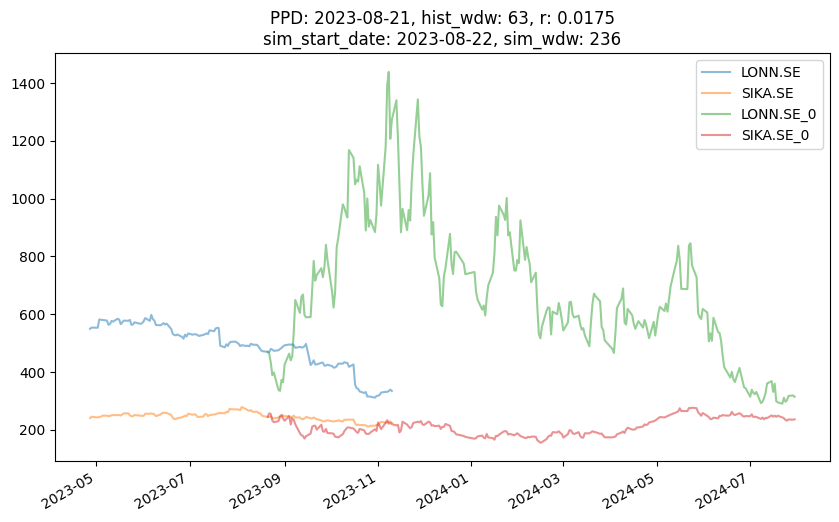 PPD: 2023-08-21, hist_wdw: 63, r: 0.0175
sim_start_date: 2023-08-22, sim_wdw: 236
LONN.SE
SIKA.SE
LONN.SE_0
SIKA.SE_0
1400
1200
1000
800
600
400
200
2023-05
2023-07
2023-09
2023-11
2024-01
2024-03
2024-05
2024-07